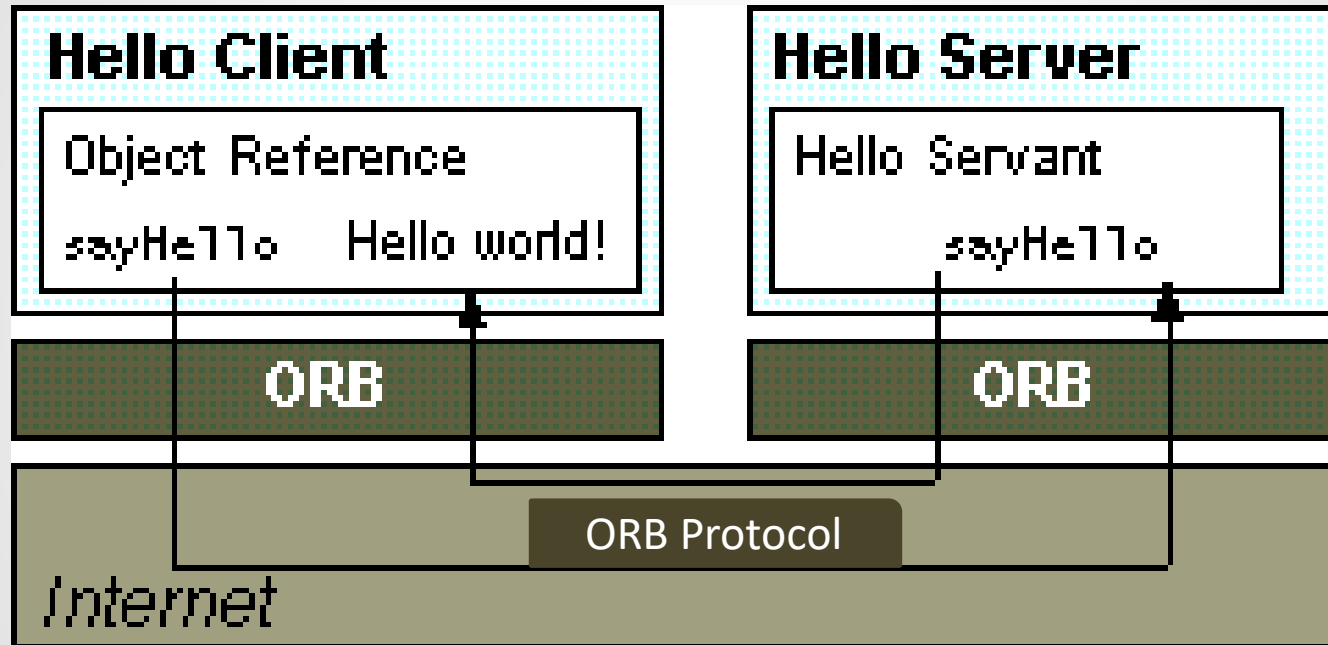 Hello Client
Object Reference
sayHello Hello world!
ORB
Hello Server
Hello Servant
sayHello
ORB
ORB Protocol
Internet